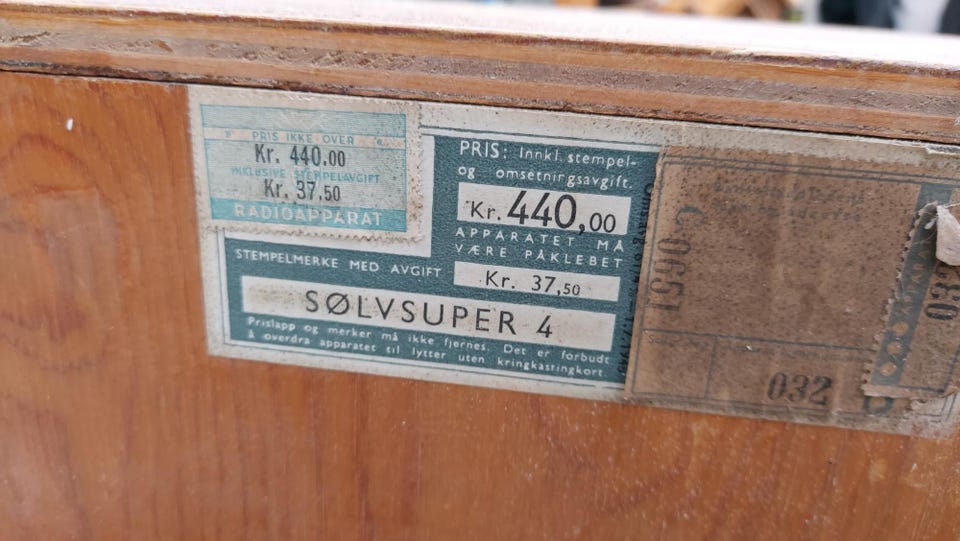 PRIS IKKE OVER
Kr. 440.00
INKLUSIVE STEMPELAVGIFT
Kr. 37.50
RADIOAPPARAT
PRIS: Innkl. stempel-
og omsetningsavgift.
Kr. 440,00
APPARATET MÅ
VÆRE PÅKLEBET
STEMPELMERKE MED AVGIFT
Kr. 37,50
SØLVSUPER 4
Prislapp og merker må ikke fjernes. Det er forbudt
å overdra apparatet til lytter uten kringkastingkort.
032